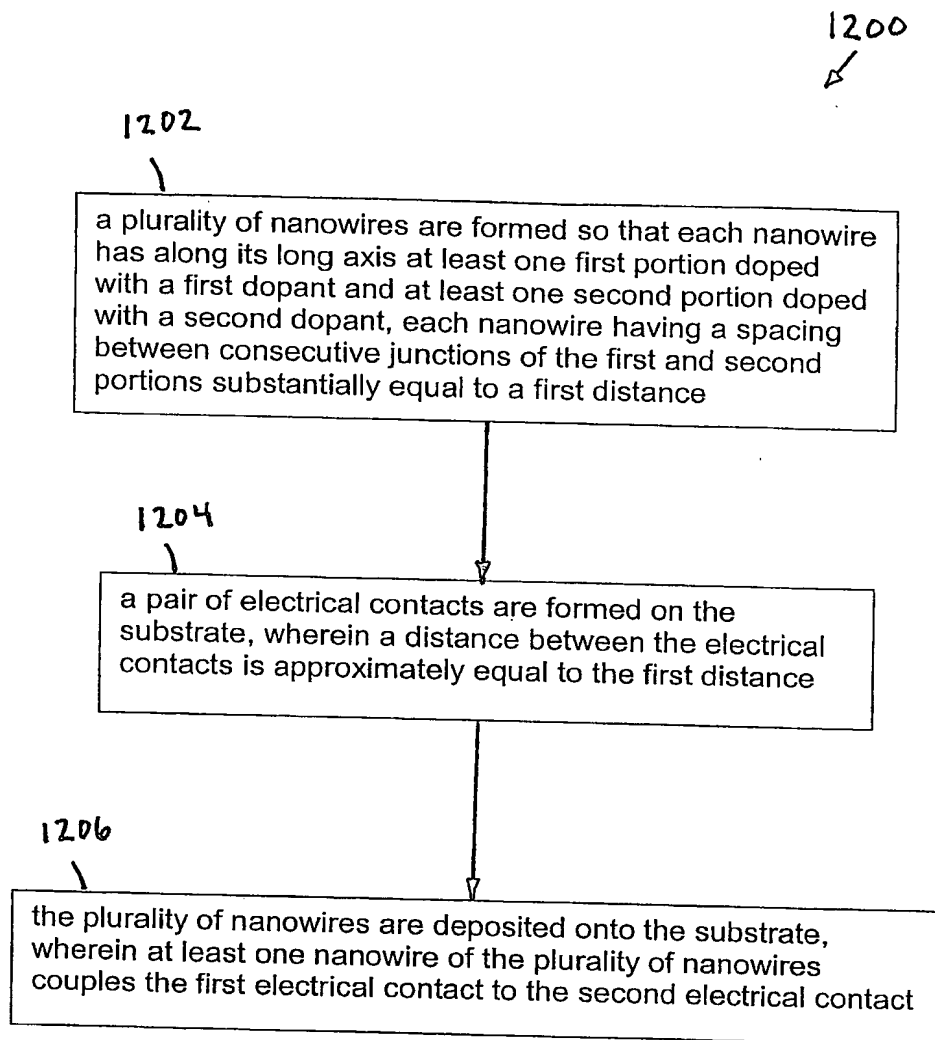 1200
1202
a plurality of nanowires are formed so that each nanowire
has along its long axis at least one first portion doped
with a first dopant and at least one second portion doped
with a second dopant, each nanowire having a spacing
between consecutive junctions of the first and second
portions substantially equal to a first distance
1204
a pair of electrical contacts are formed on the
substrate, wherein a distance between the electrical
contacts is approximately equal to the first distance
1206
the plurality of nanowires are deposited onto the substrate,
wherein at least one nanowire of the plurality of nanowires
couples the first electrical contact to the second electrical contact